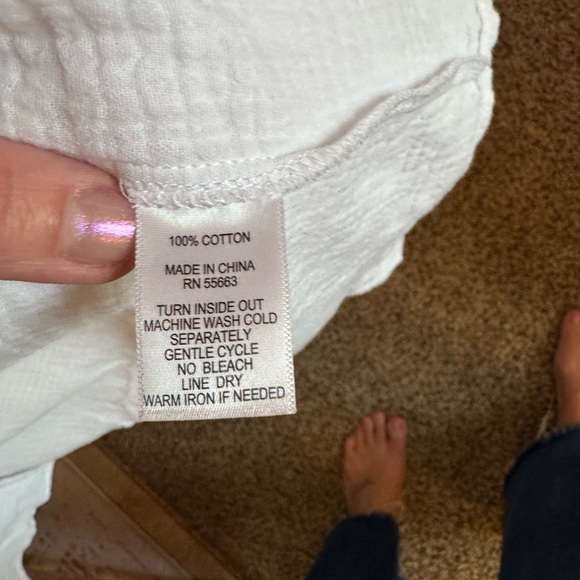 100% COTTON
MADE IN CHINA
RN 55663
TURN INSIDE OUT
MACHINE WASH COLD
SEPARATELY
GENTLE CYCLE
NO BLEACH
LINE DRY
WARM IRON IF NEEDED